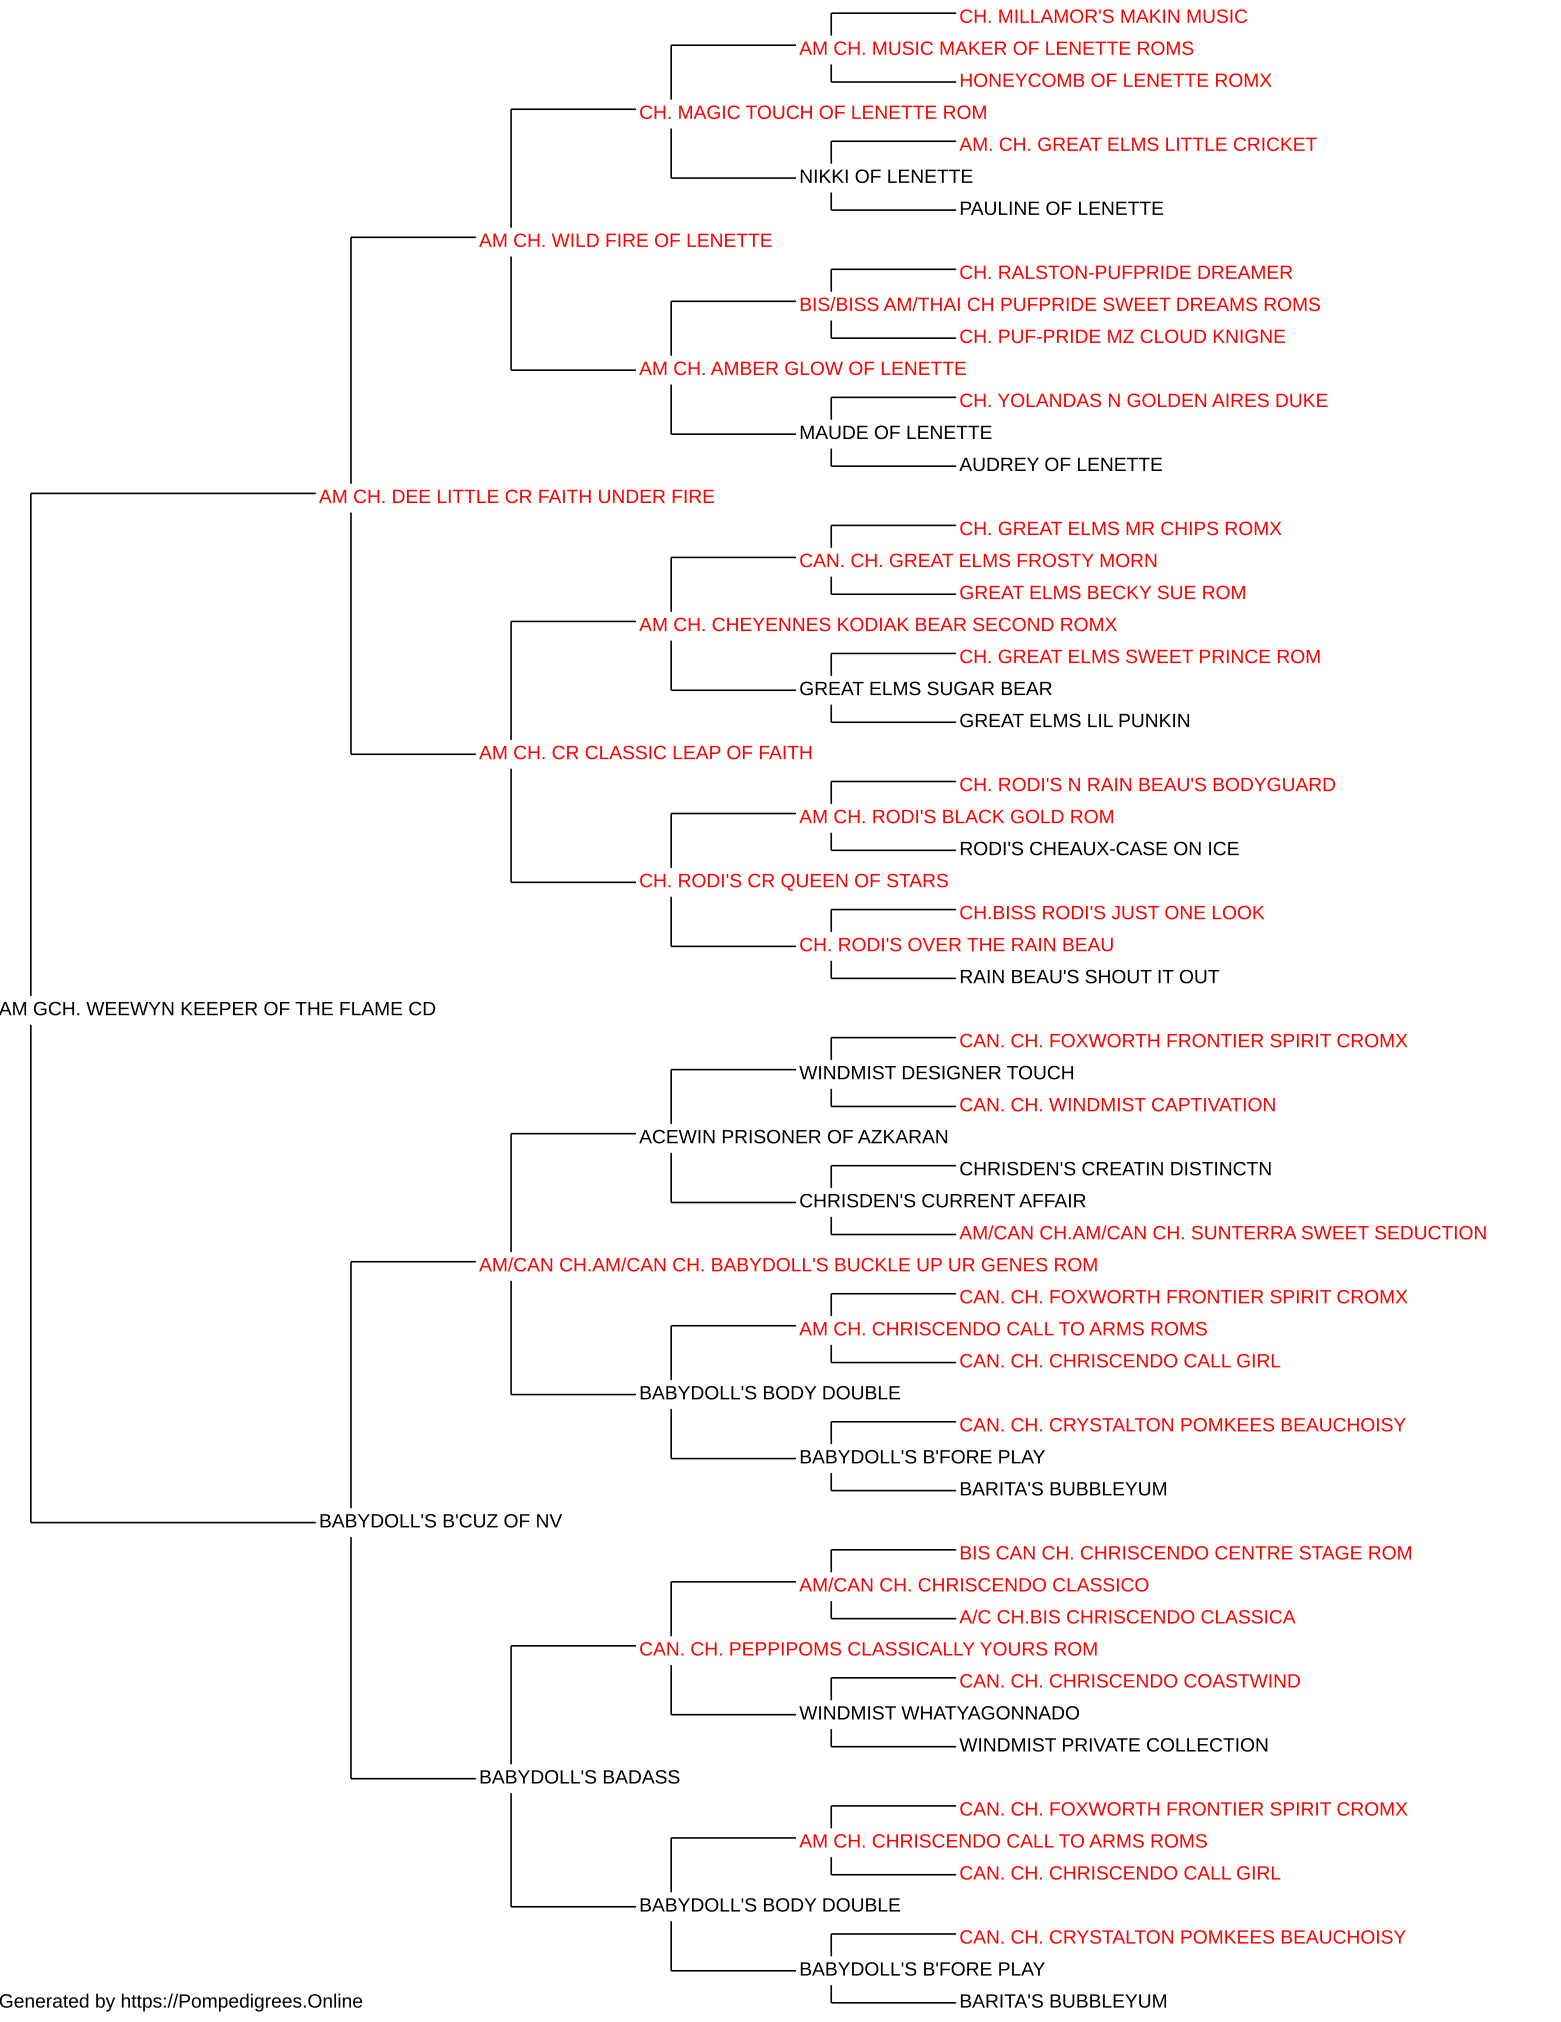 CH. MILLAMOR'S MAKIN MUSIC
AM CH. MUSIC MAKER OF LENETTE ROMS
HONEYCOMB OF LENETTE ROMX
CH. MAGIC TOUCH OF LENETTE ROM
AM. CH. GREAT ELMS LITTLE CRICKET
NIKKI OF LENETTE
PAULINE OF LENETTE
AM CH. WILD FIRE OF LENETTE
CH. RALSTON-PUFPRIDE DREAMER
BIS/BISS AM/THAI CH PUFPRIDE SWEET DREAMS ROMS
CH. PUF-PRIDE MZ CLOUD KNIGNE
AM CH. AMBER GLOW OF LENETTE
CH. YOLANDAS N GOLDEN AIRES DUKE
MAUDE OF LENETTE
AUDREY OF LENETTE
AM CH. DEE LITTLE CR FAITH UNDER FIRE
CH. GREAT ELMS MR CHIPS ROMX
CAN. CH. GREAT ELMS FROSTY MORN
GREAT ELMS BECKY SUE ROM
AM CH. CHEYENNES KODIAK BEAR SECOND ROMX
CH. GREAT ELMS SWEET PRINCE ROM
GREAT ELMS SUGAR BEAR
GREAT ELMS LIL PUNKIN
AM CH. CR CLASSIC LEAP OF FAITH
CH. RODI'S N RAIN BEAU'S BODYGUARD
AM CH. RODI'S BLACK GOLD ROM
RODI'S CHEAUX-CASE ON ICE
CH. RODI'S CR QUEEN OF STARS
CH.BISS RODI'S JUST ONE LOOK
CH. RODI'S OVER THE RAIN BEAU
RAIN BEAU'S SHOUT IT OUT
AM GCH. WEEWYN KEEPER OF THE FLAME CD
CAN. CH. FOXWORTH FRONTIER SPIRIT CROMX
WINDMIST DESIGNER TOUCH
CAN. CH. WINDMIST CAPTIVATION
ACEWIN PRISONER OF AZKARAN
CHRISDEN'S CREATIN DISTINCTN
CHRISDEN'S CURRENT AFFAIR
AM/CAN CH.AM/CAN CH. SUNTERRA SWEET SEDUCTION
AM/CAN CH.AM/CAN CH. BABYDOLL'S BUCKLE UP UR GENES ROM
CAN. CH. FOXWORTH FRONTIER SPIRIT CROMX
AM CH. CHRISCENDO CALL TO ARMS ROMS
CAN. CH. CHRISCENDO CALL GIRL
BABYDOLL'S BODY DOUBLE
CAN. CH. CRYSTALTON POMKEES BEAUCHOISY
BABYDOLL'S B'FORE PLAY
BARITA'S BUBBLEYUM
BABYDOLL'S B'CUZ OF NV
BIS CAN CH. CHRISCENDO CENTRE STAGE ROM
AM/CAN CH. CHRISCENDO CLASSICO
A/C CH.BIS CHRISCENDO CLASSICA
CAN. CH. PEPPIPOMS CLASSICALLY YOURS ROM
CAN. CH. CHRISCENDO COASTWIND
WINDMIST WHATYAGONNADO
WINDMIST PRIVATE COLLECTION
BABYDOLL'S BADASS
CAN. CH. FOXWORTH FRONTIER SPIRIT CROMX
AM CH. CHRISCENDO CALL TO ARMS ROMS
CAN. CH. CHRISCENDO CALL GIRL
BABYDOLL'S BODY DOUBLE
CAN. CH. CRYSTALTON POMKEES BEAUCHOISY
BABYDOLL'S B'FORE PLAY
BARITA'S BUBBLEYUM
Generated by https://Pompedigrees.Online